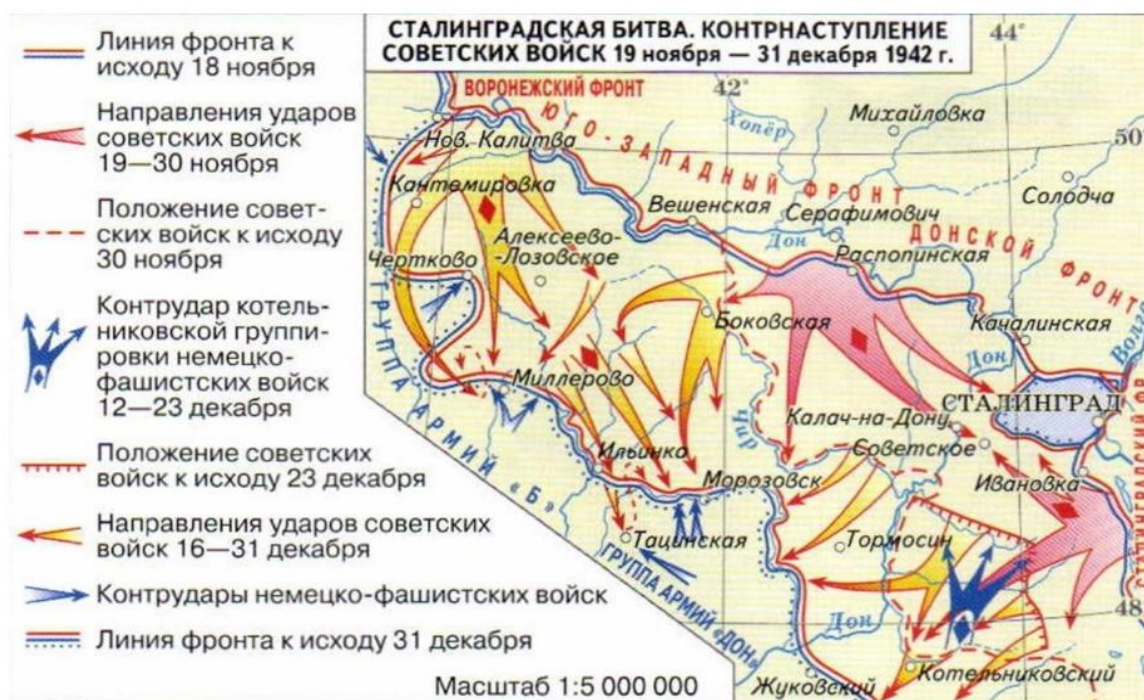 СТАЛИНГРАДСКАЯ БИТВА. КОНТРНАСТУПЛЕНИЕ
СОВЕТСКИХ ВОЙСК 19 ноября — 31 декабря 1942 г.
Линия фронта к
исходу 18 ноября
Направления ударов
советских войск
19—30 ноября
Положение совет-
ских войск к исходу
30 ноября
Контрудар котель-
никовской группи-
ровки немецко-
фашистских войск
12—23 декабря
Положение советских
войск к исходу 23 декабря
Направления ударов советских
войск 16—31 декабря
Контрудары немецко-фашистских войск
Линия фронта к исходу 31 декабря
Масштаб 1:5 000 000
44°
42°
50
48
ВОРОНЕЖСКИЙ ФРОНТ
ЮГО-ЗАПАДНЫЙ ФРОНТ
ДОНСКОЙ ФРОНТ
Хопёр
Михайловка
Нов. Калитва
Солодча
Кантемировка
Вешенская
Серафимович
Дон
Алексеево-
-Лозовское
Распопинская
Чертково
Боковская
Качалинская
Дон
Миллерово
Калач-на-Дону
СТАЛИНГРАД
Чир
Советское
Ильинка
Морозовск
Ивановка
Тацинская
Тормосин
ГРУППА АРМИЙ «Б»
ГРУППА АРМИЙ «ДОН»
Дон
Жуковский
Котельниковский